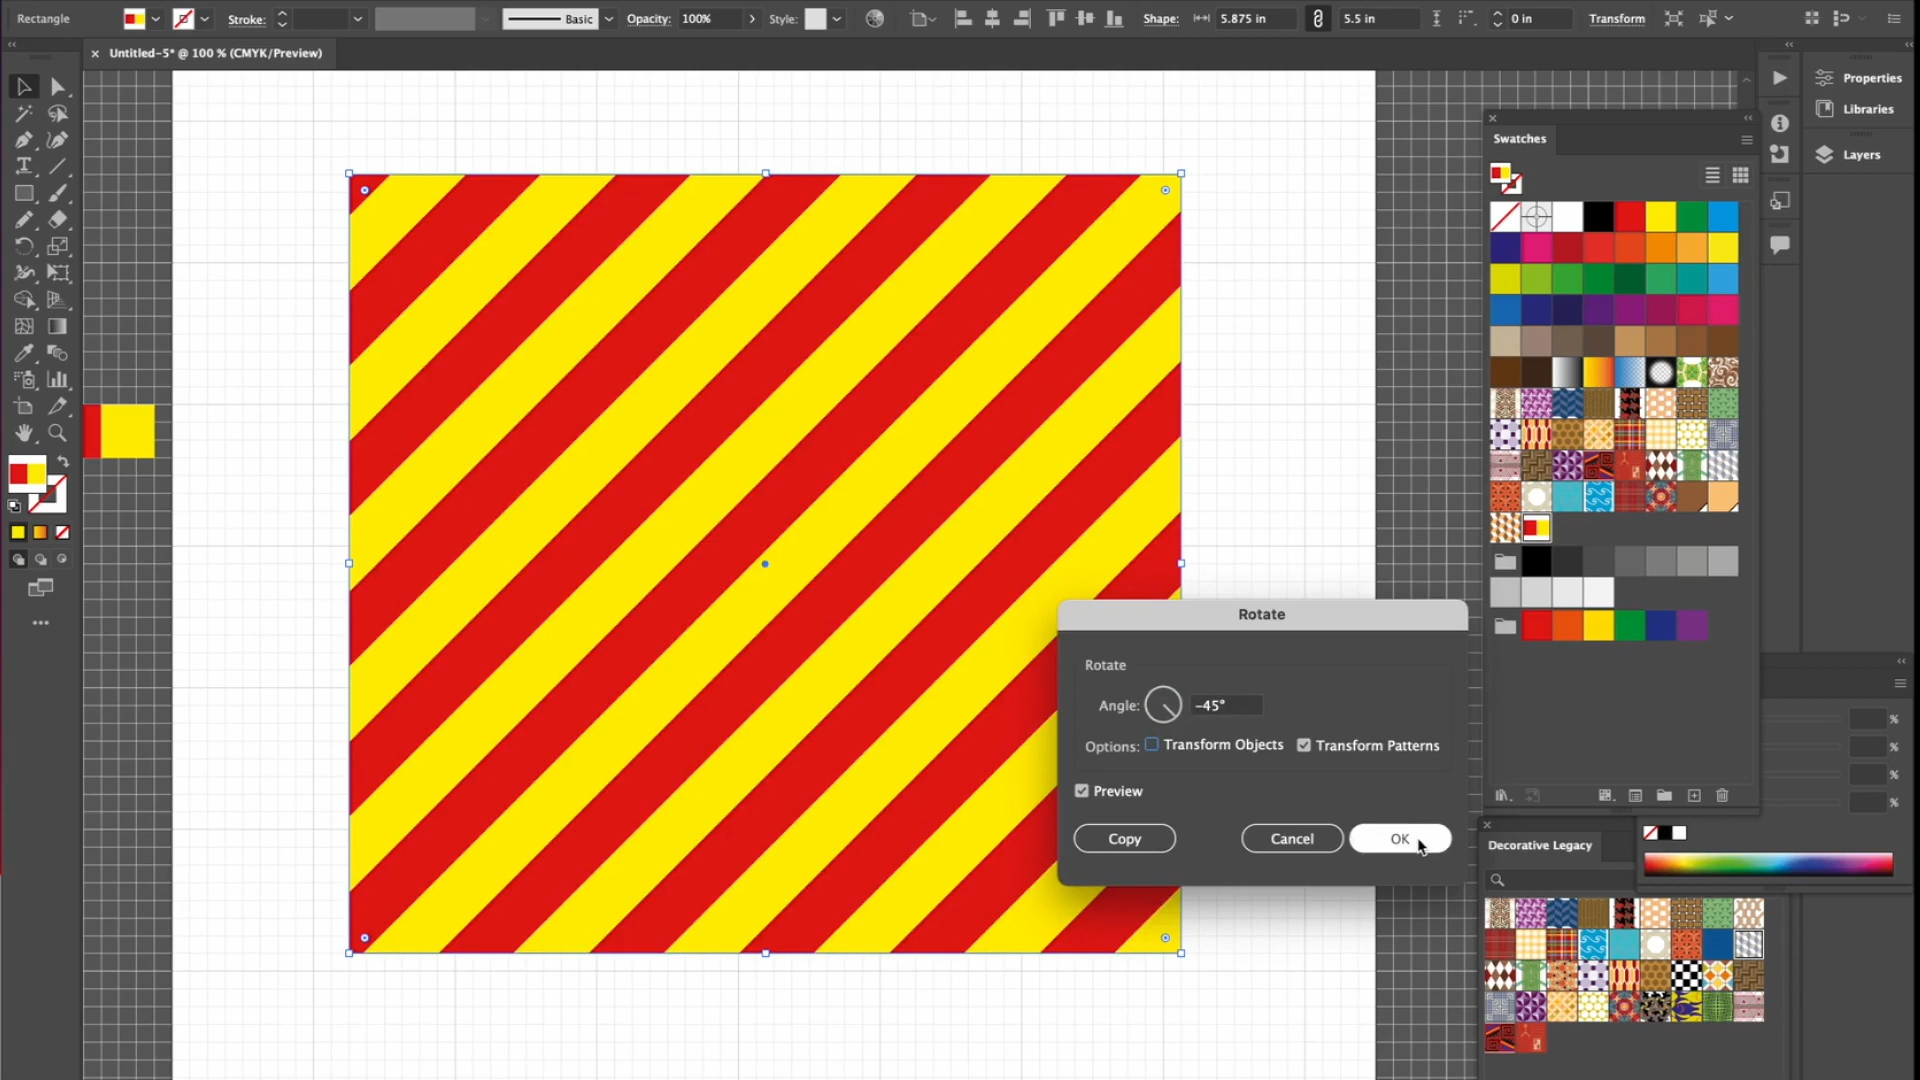 Rectangle
Stroke:
Basic
Opacity:
100%
Style:
Shape:
5.875 in
5.5 in
0 in
Transform
Untitled-5* @ 100 % (CMYK/Preview)
Properties
Libraries
Layers
Swatches
Rotate
Rotate
Angle:
-45°
Options:
Transform Objects
Transform Patterns
Preview
Copy
Cancel
OK
%
%
%
%
Decorative Legacy